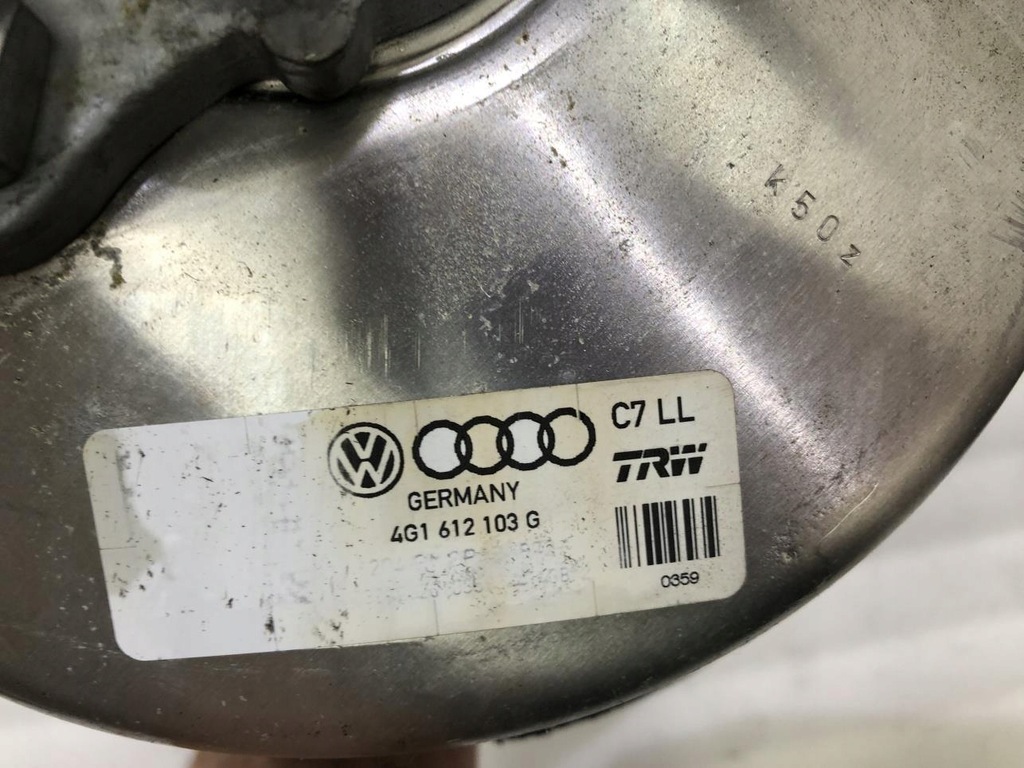 K50Z
C7 LL
TRW
GERMANY
4G1 612 103 G
0359